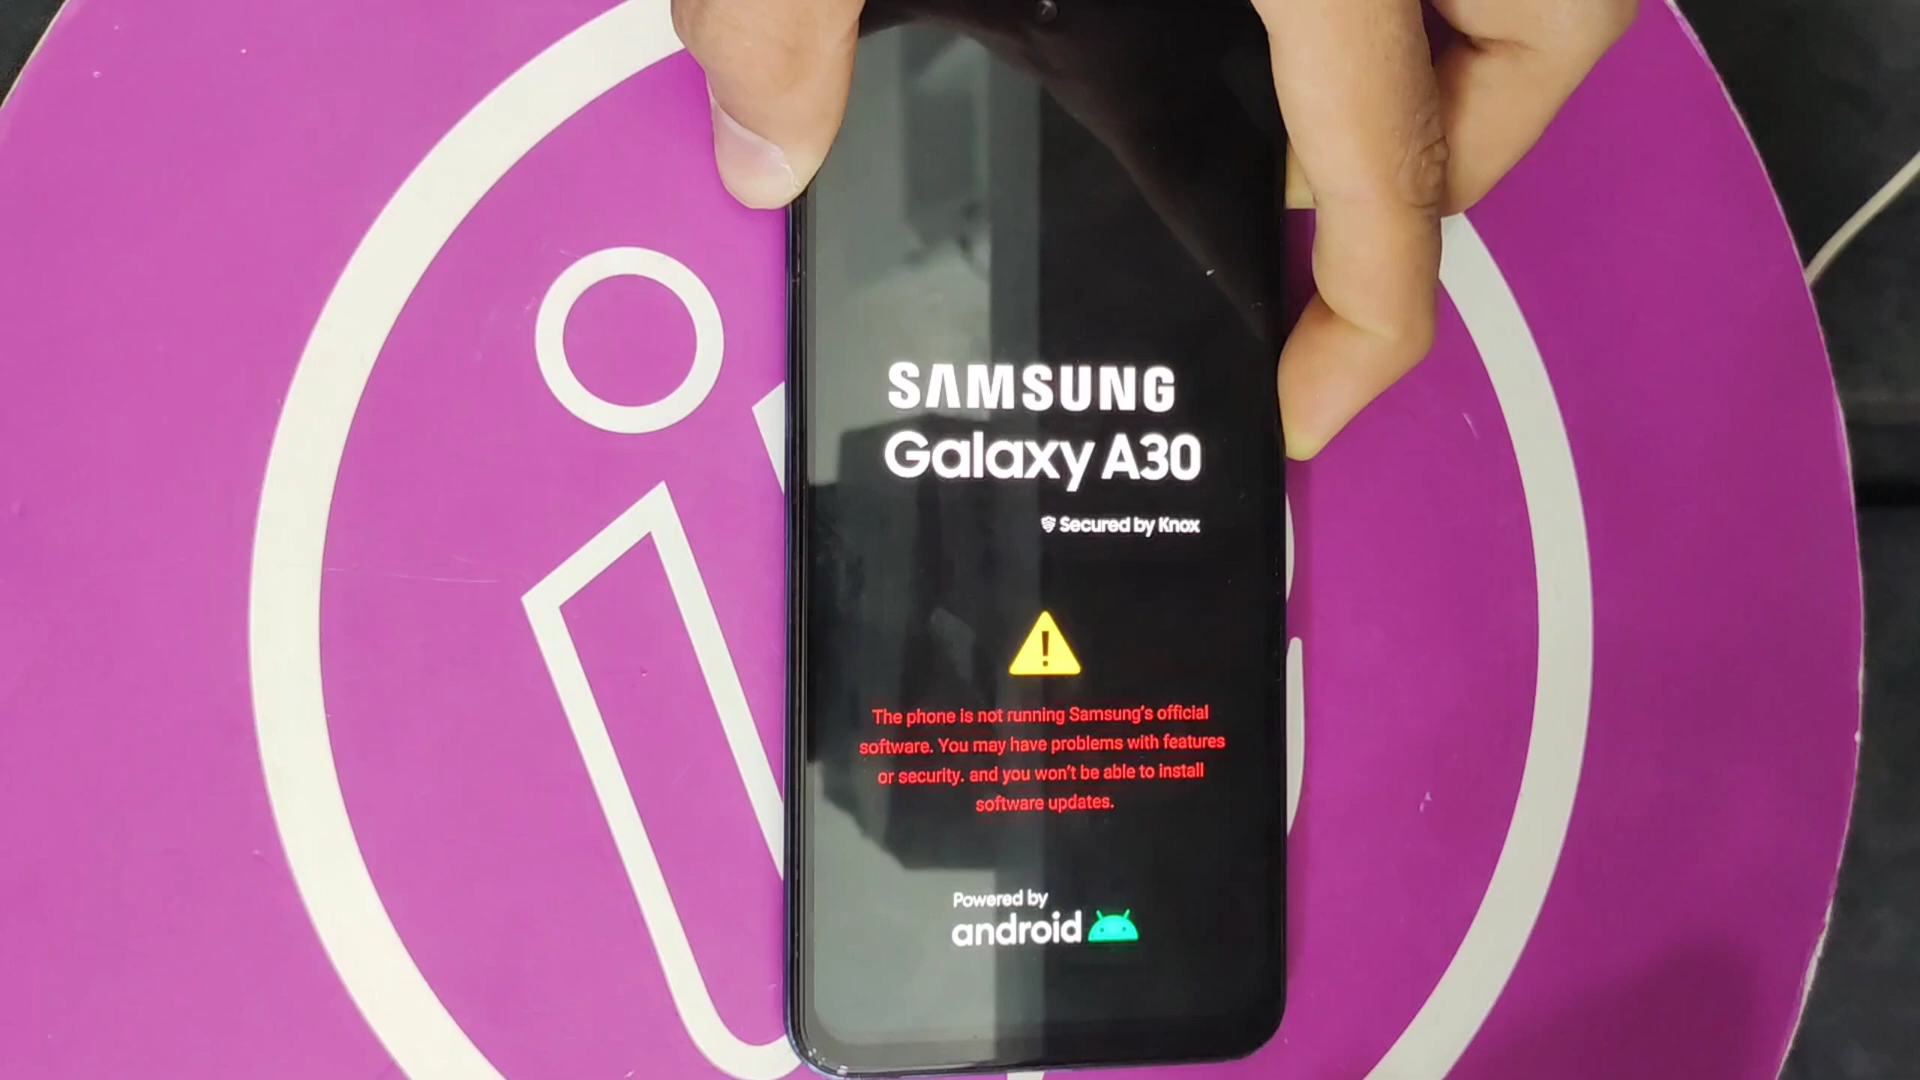 SAMSUNG
Galaxy A30
Secured by Knox
The phone is not running Samsung's official
software. You may have problems with features
or security. and you won't be able to install
software updates.
Powered by
android